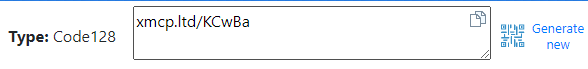 Type: Code128
xmcp.ltd/KCwBa
Generate
new